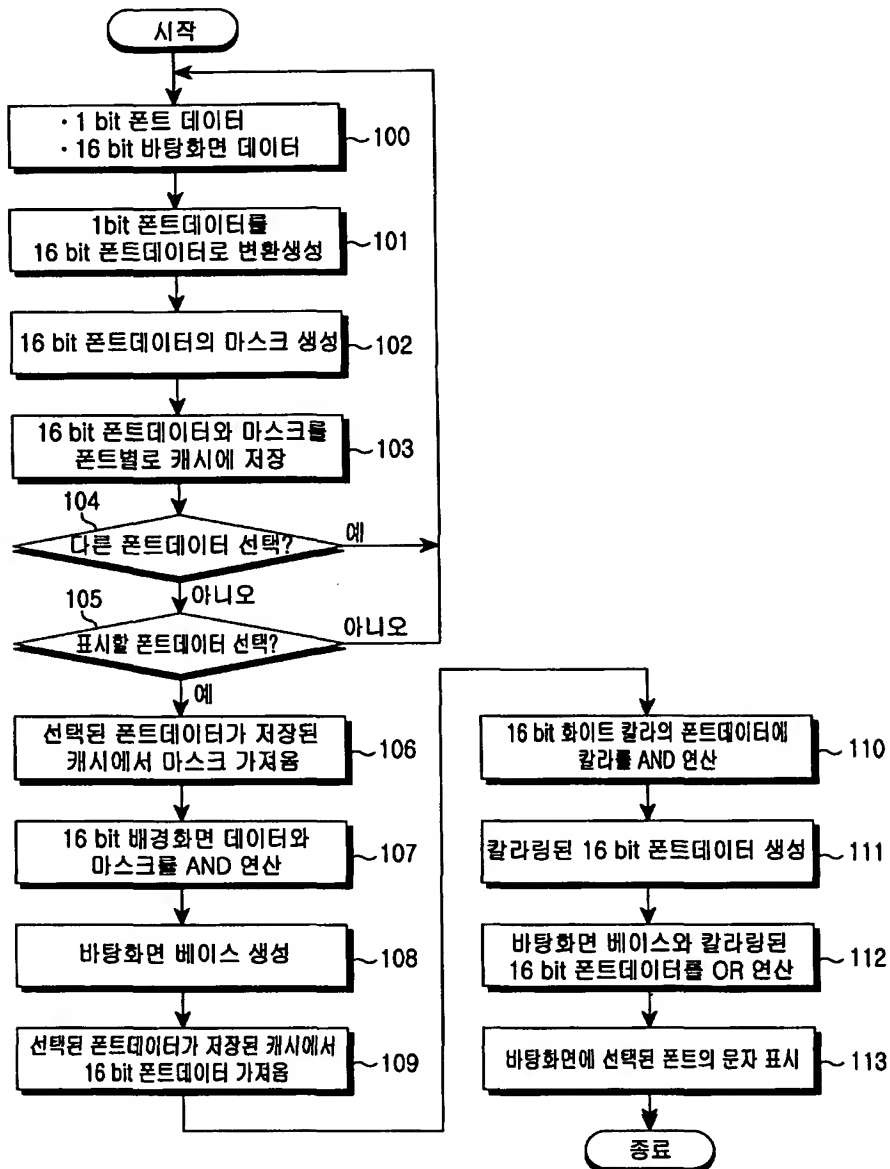 시작
· 1 bit 폰트 데이터
· 16 bit 바탕화면 데이터
100
1bit 폰트데이터를
16 bit 폰트데이터로 변환생성
101
16 bit 폰트데이터의 마스크 생성
102
16 bit 폰트데이터와 마스크를
폰트별로 캐시에 저장
103
104
다른 폰트데이터 선택?
예
아니오
105
표시할 폰트데이터 선택?
아니오
예
선택된 폰트데이터가 저장된
캐시에서 마스크 가져옴
106
16 bit 배경화면 데이터와
마스크를 AND 연산
107
바탕화면 베이스 생성
108
선택된 폰트데이터가 저장된 캐시에서
16 bit 폰트데이터 가져옴
109
16 bit 화이트 칼라의 폰트데이터에
칼라를 AND 연산
110
칼라링된 16 bit 폰트데이터 생성
111
바탕화면 베이스와 칼라링된
16 bit 폰트데이터를 OR 연산
112
바탕화면에 선택된 폰트의 문자 표시
113
종료